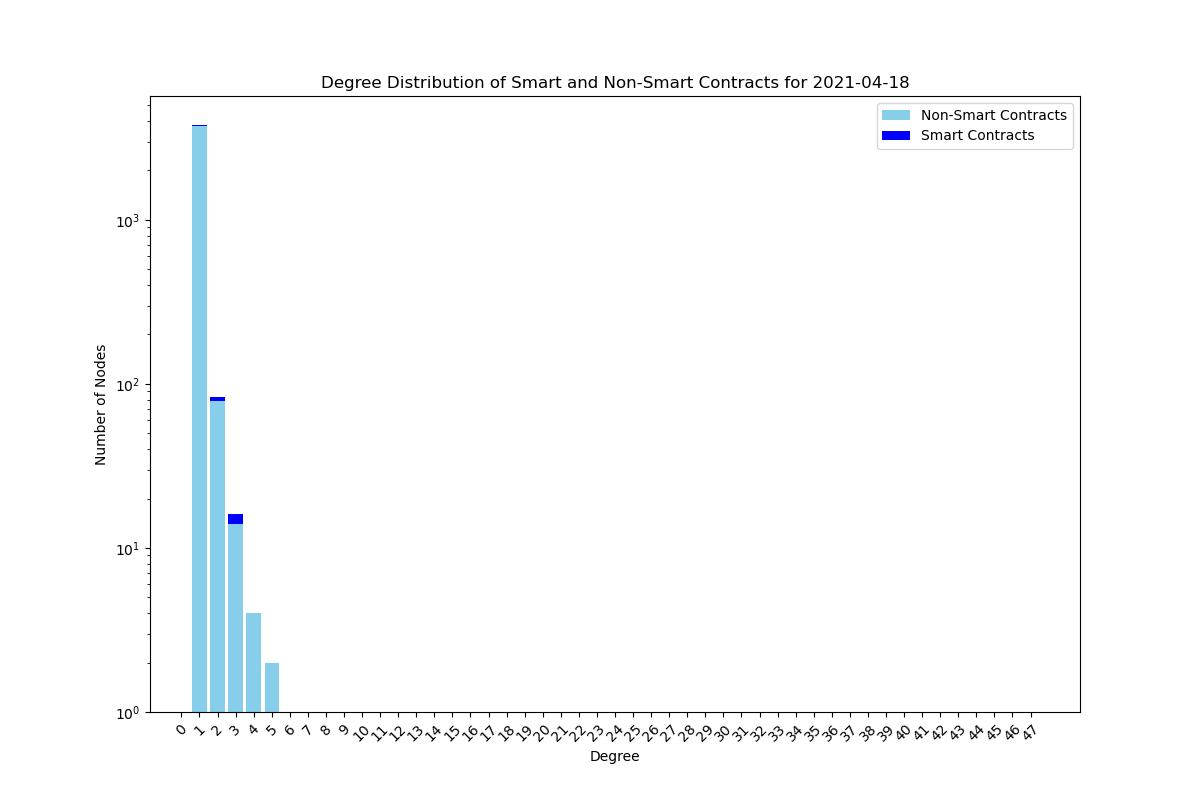 Degree Distribution of Smart and Non-Smart Contracts for 2021-04-18
Non-Smart Contracts
Smart Contracts
Number of Nodes
10³
10²
10¹
10⁰
0 1 2 3 4 5 6 7 8 9 10 11 12 13 14 15 16 17 18 19 20 21 22 23 24 25 26 27 28 29 30 31 32 33 34 35 36 37 38 39 40 41 42 43 44 45 46 47
Degree